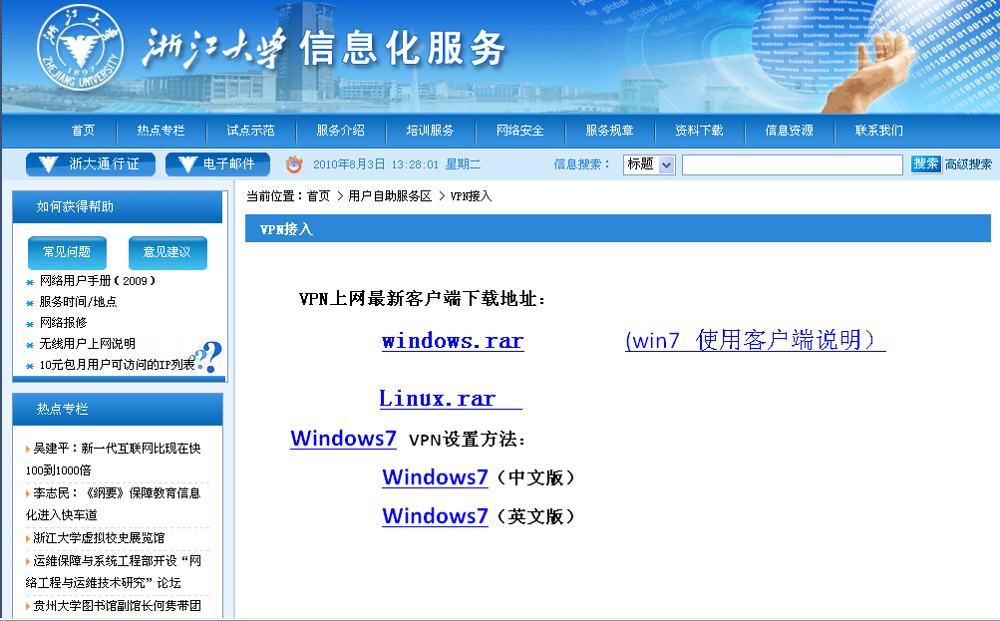 浙江大学
ZHEJIANG UNIVERSITY
1897
浙江大学 信息化服务
首页 热点专栏 试点示范 服务介绍 培训服务 网络安全 服务规章 资料下载 信息资源 联系我们
浙大通行证 电子邮件 2010年8月3日 13:28:01 星期二 信息搜索： 标题 搜索 高级搜索
当前位置：首页 > 用户自助服务区 > VPN接入
如何获得帮助
常见问题 意见建议
网络用户手册(2009)
服务时间/地点
网络报修
无线用户上网说明
10元包月用户可访问的IP列表
??
热点专栏
吴建平：新一代互联网比现在快
100到1000倍
李志民：《纲要》保障教育信息
化进入快车道
浙江大学虚拟校史展览馆
运维保障与系统工程部开设“网
络工程与运维技术研究”论坛
贵州大学图书馆副馆长何隽带团
VPN接入
VPN上网最新客户端下载地址：
windows.rar (win7 使用客户端说明）
Linux.rar
Windows7 VPN设置方法：
Windows7（中文版）
Windows7（英文版）